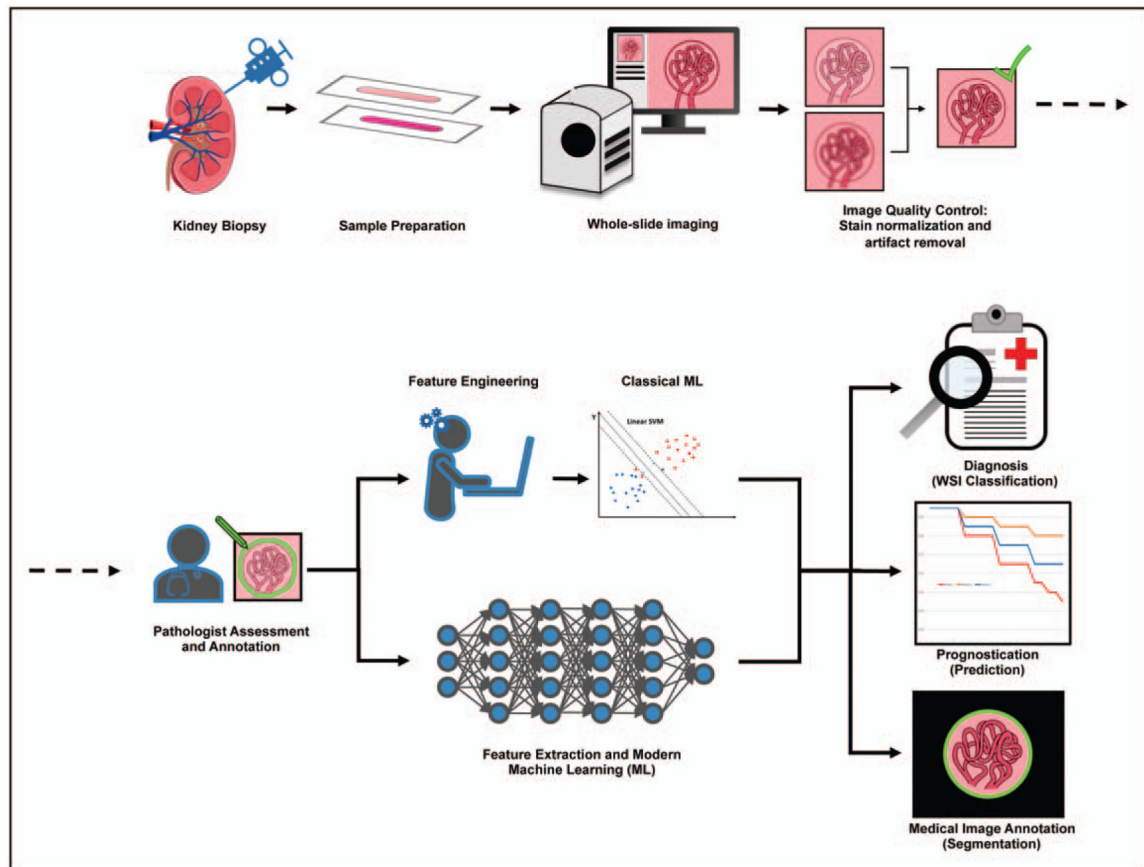 Kidney Biopsy
Sample Preparation
Whole-slide imaging
Image Quality Control:
Stain normalization and
artifact removal
Feature Engineering
Classical ML
Y
Linear SVM
X
Diagnosis
(WSI Classification)
Pathologist Assessment
and Annotation
Prognostication
(Prediction)
Feature Extraction and Modern
Machine Learning (ML)
Medical Image Annotation
(Segmentation)